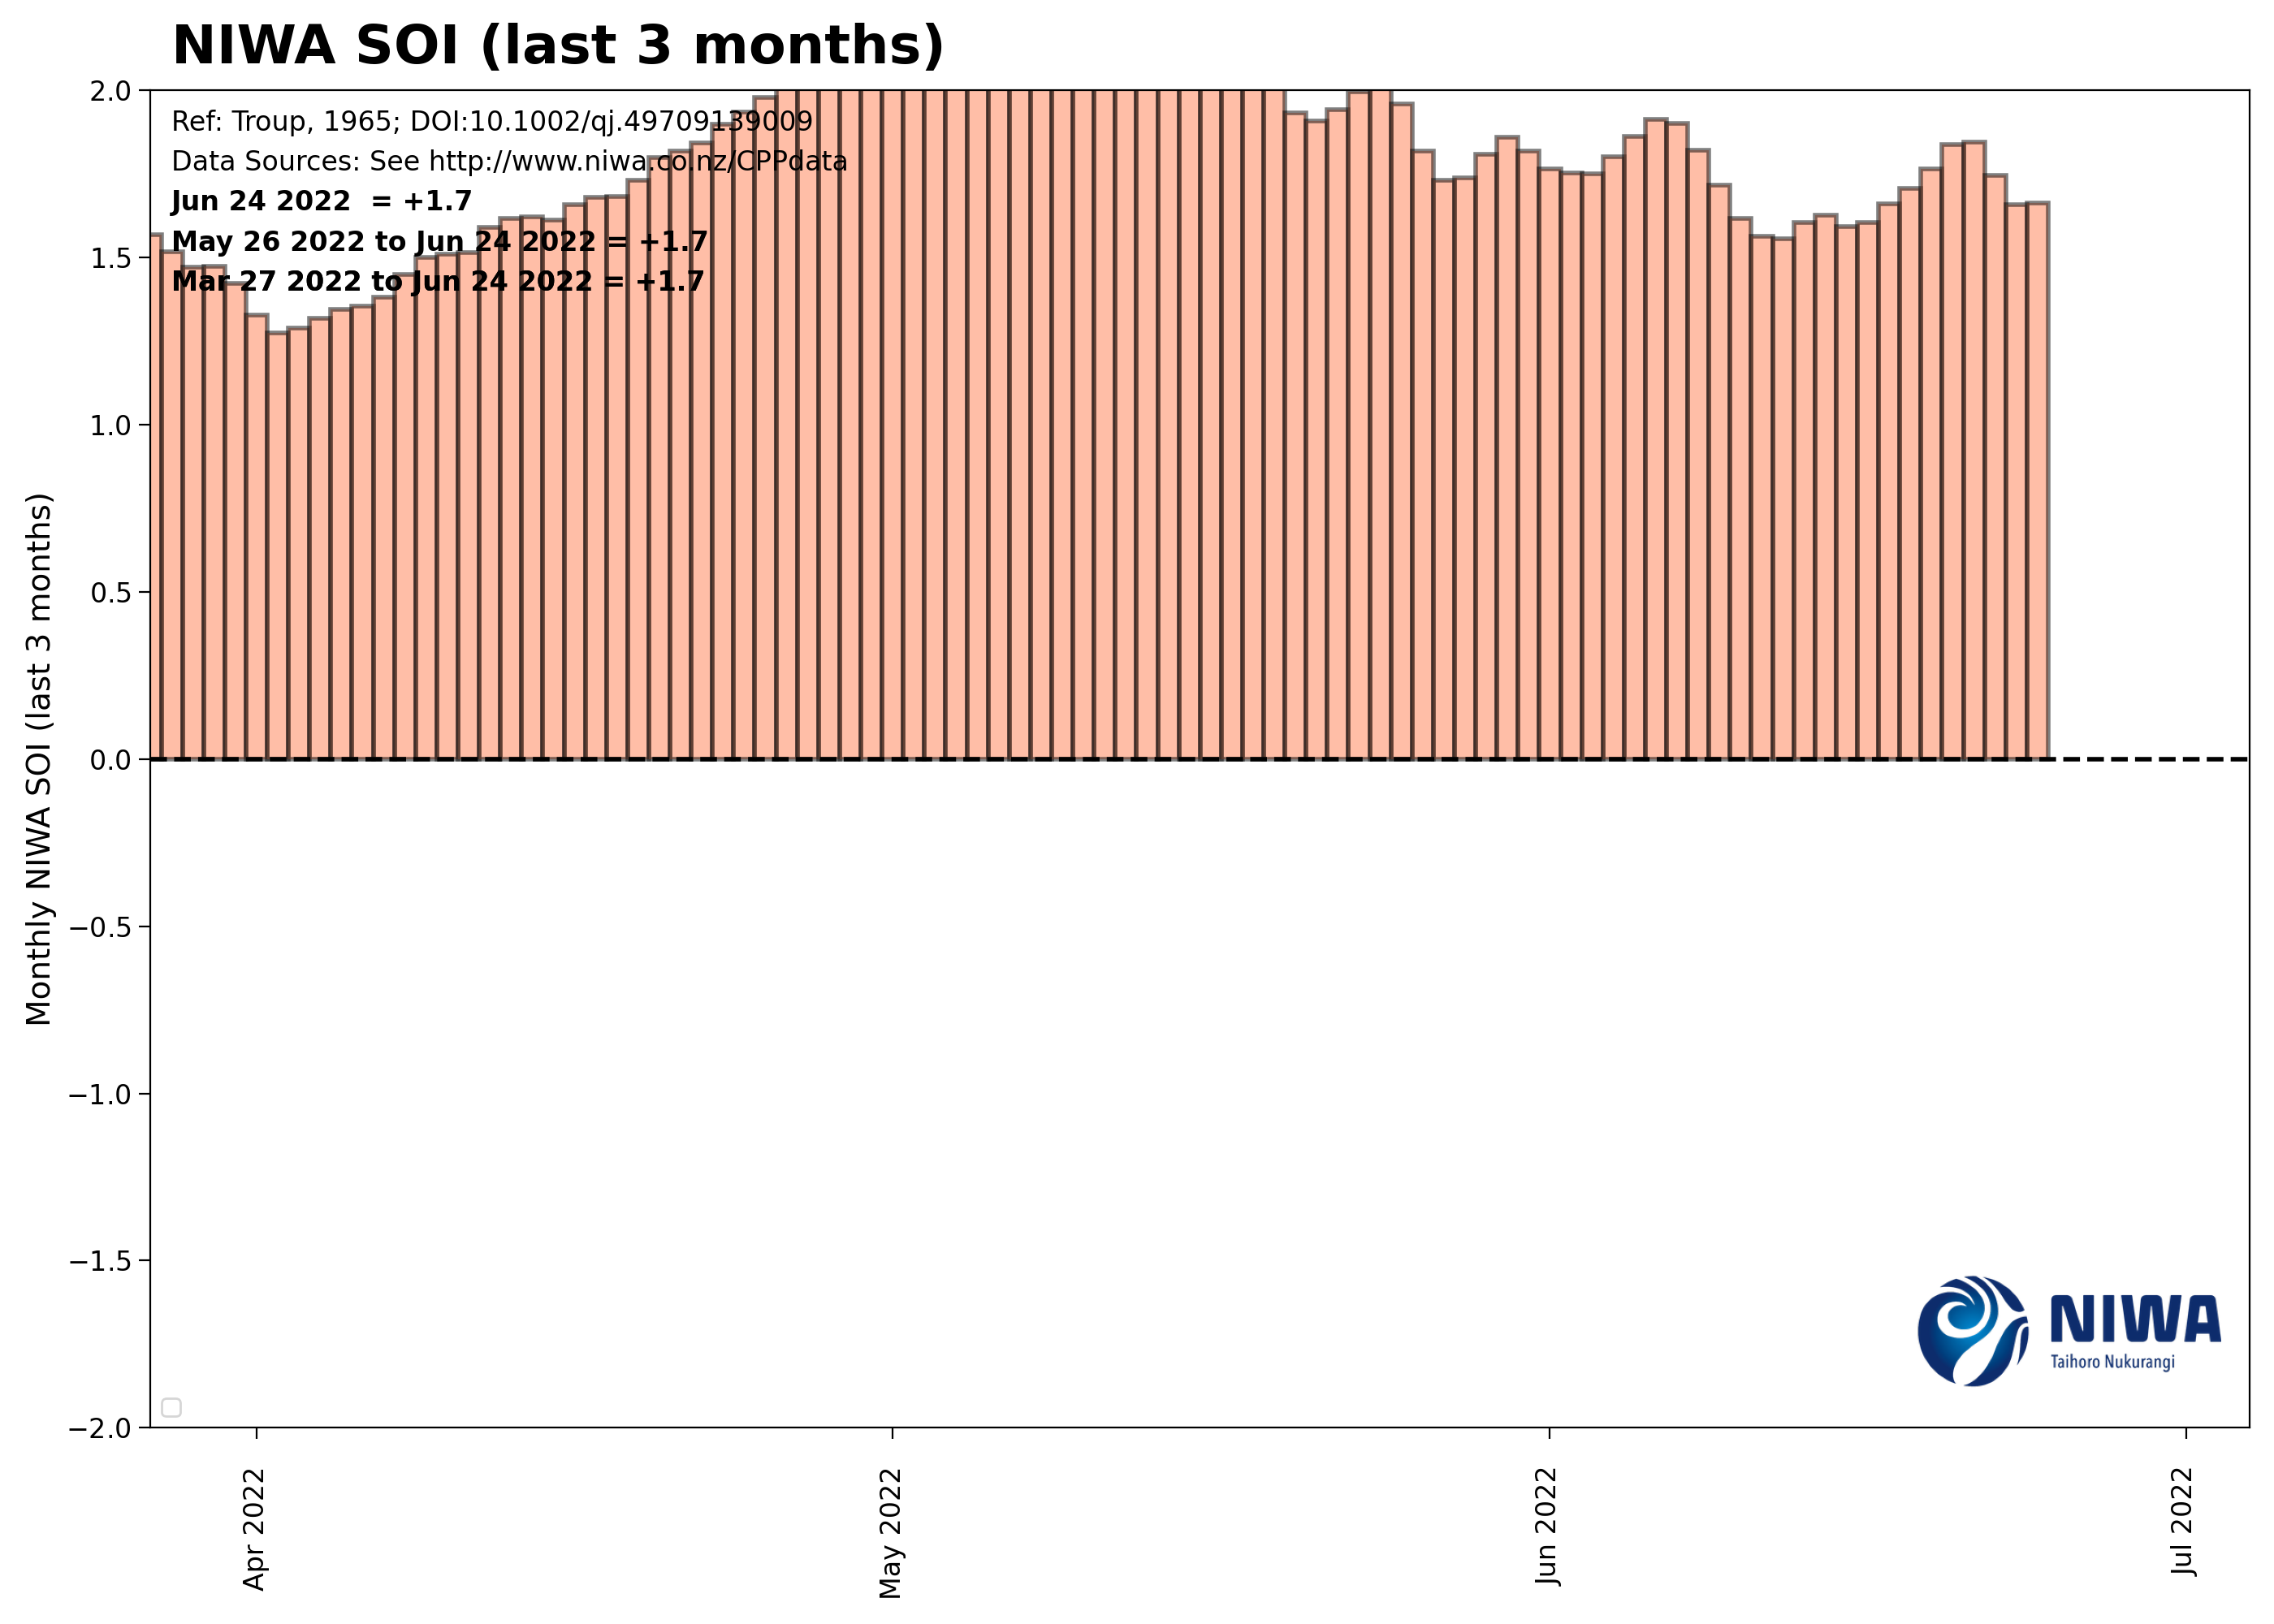 NIWA SOI (last 3 months)
Ref: Troup, 1965; DOI:10.1002/qj.49709139009
Data Sources: See http://www.niwa.co.nz/CPPdata
Jun 24 2022  = +1.7
May 26 2022 to Jun 24 2022 = +1.7
Mar 27 2022 to Jun 24 2022 = +1.7
Monthly NIWA SOI (last 3 months)
2.0
1.5
1.0
0.5
0.0
−0.5
−1.0
−1.5
−2.0
NIWA
Taihoro Nukurangi
Apr 2022
May 2022
Jun 2022
Jul 2022